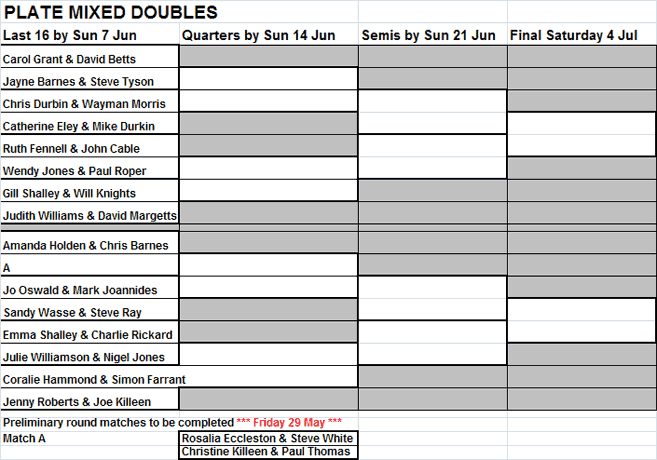 PLATE MIXED DOUBLES
Last 16 by Sun 7 Jun Quarters by Sun 14 Jun Semis by Sun 21 Jun Final Saturday 4 Jul
Carol Grant & David Betts
Jayne Barnes & Steve Tyson
Chris Durbin & Wayman Morris
Catherine Eley & Mike Durkin
Ruth Fennell & John Cable
Wendy Jones & Paul Roper
Gill Shalley & Will Knights
Judith Williams & David Margetts
Amanda Holden & Chris Barnes
A
Jo Oswald & Mark Joannides
Sandy Wasse & Steve Ray
Emma Shalley & Charlie Rickard
Julie Williamson & Nigel Jones
Coralie Hammond & Simon Farrant
Jenny Roberts & Joe Killeen
Preliminary round matches to be completed *** Friday 29 May ***
Match A Rosalia Eccleston & Steve White
Christine Killeen & Paul Thomas